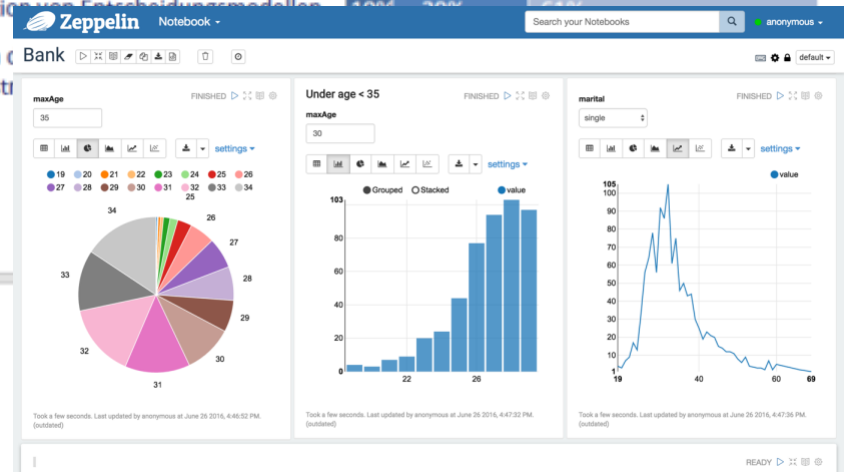 ion von Entscheidungsmodellen 10% 30% 61%
Zeppelin Notebook Search your Notebooks anonymous
Bank default
FINISHED
maxAge
35
settings
19 20 21 22 23 24 25 26
27 28 29 30 31 32 33 34
25
26
27
28
29
30
31
32
33
34
Took a few seconds. Last updated by anonymous at June 26 2016, 4:46:52 PM.
(outdated)
Under age < 35
FINISHED
maxAge
30
settings
Grouped Stacked value
103
80
60
40
20
0
22 26
Took a few seconds. Last updated by anonymous at June 26 2016, 4:47:32 PM.
(outdated)
FINISHED
marital
single
settings
value
105
100
90
80
70
60
50
40
30
20
10
1
19 40 60 69
Took a few seconds. Last updated by anonymous at June 26 2016, 4:47:36 PM.
(outdated)
READY